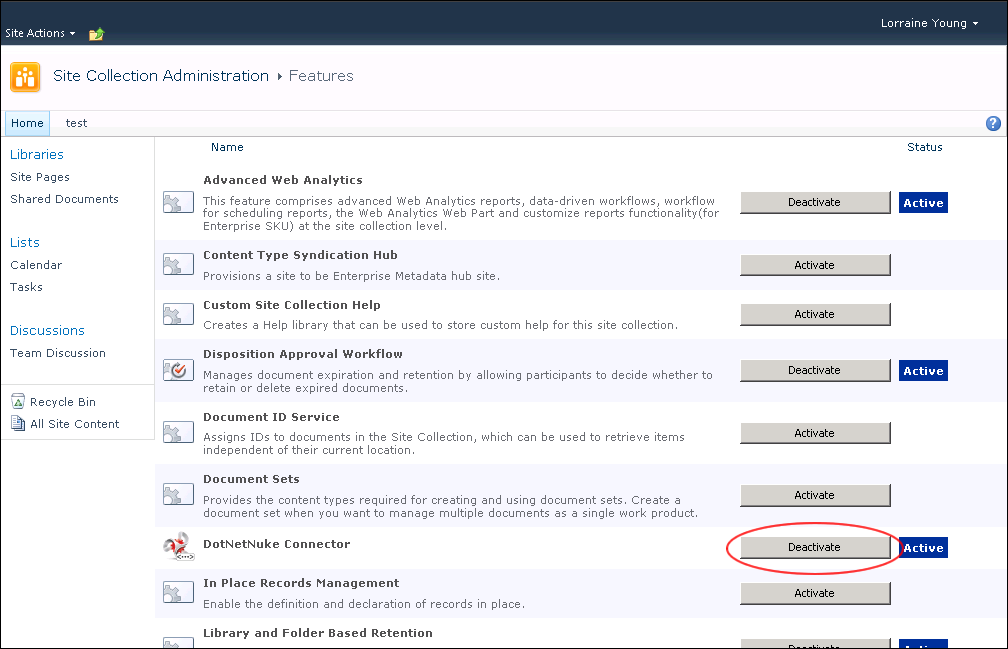 Site Actions
Lorraine Young
Site Collection Administration Features
Home
test
Libraries
Site Pages
Shared Documents
Lists
Calendar
Tasks
Discussions
Team Discussion
Recycle Bin
All Site Content
Name
Status
Advanced Web Analytics
This feature comprises advanced Web Analytics reports, data-driven workflows, workflow
for scheduling reports, the Web Analytics Web Part and customize reports functionality(for
Enterprise SKU) at the site collection level.
Deactivate
Active
Content Type Syndication Hub
Provisions a site to be Enterprise Metadata hub site.
Activate
Custom Site Collection Help
Creates a Help library that can be used to store custom help for this site collection.
Activate
Disposition Approval Workflow
Manages document expiration and retention by allowing participants to decide whether to
retain or delete expired documents.
Deactivate
Active
Document ID Service
Assigns IDs to documents in the Site Collection, which can be used to retrieve items
independent of their current location.
Activate
Document Sets
Provides the content types required for creating and using document sets. Create a
document set when you want to manage multiple documents as a single work product.
Activate
DotNetNuke Connector
Deactivate
Active
In Place Records Management
Enable the definition and declaration of records in place.
Activate
Library and Folder Based Retention
Deactivate
Active